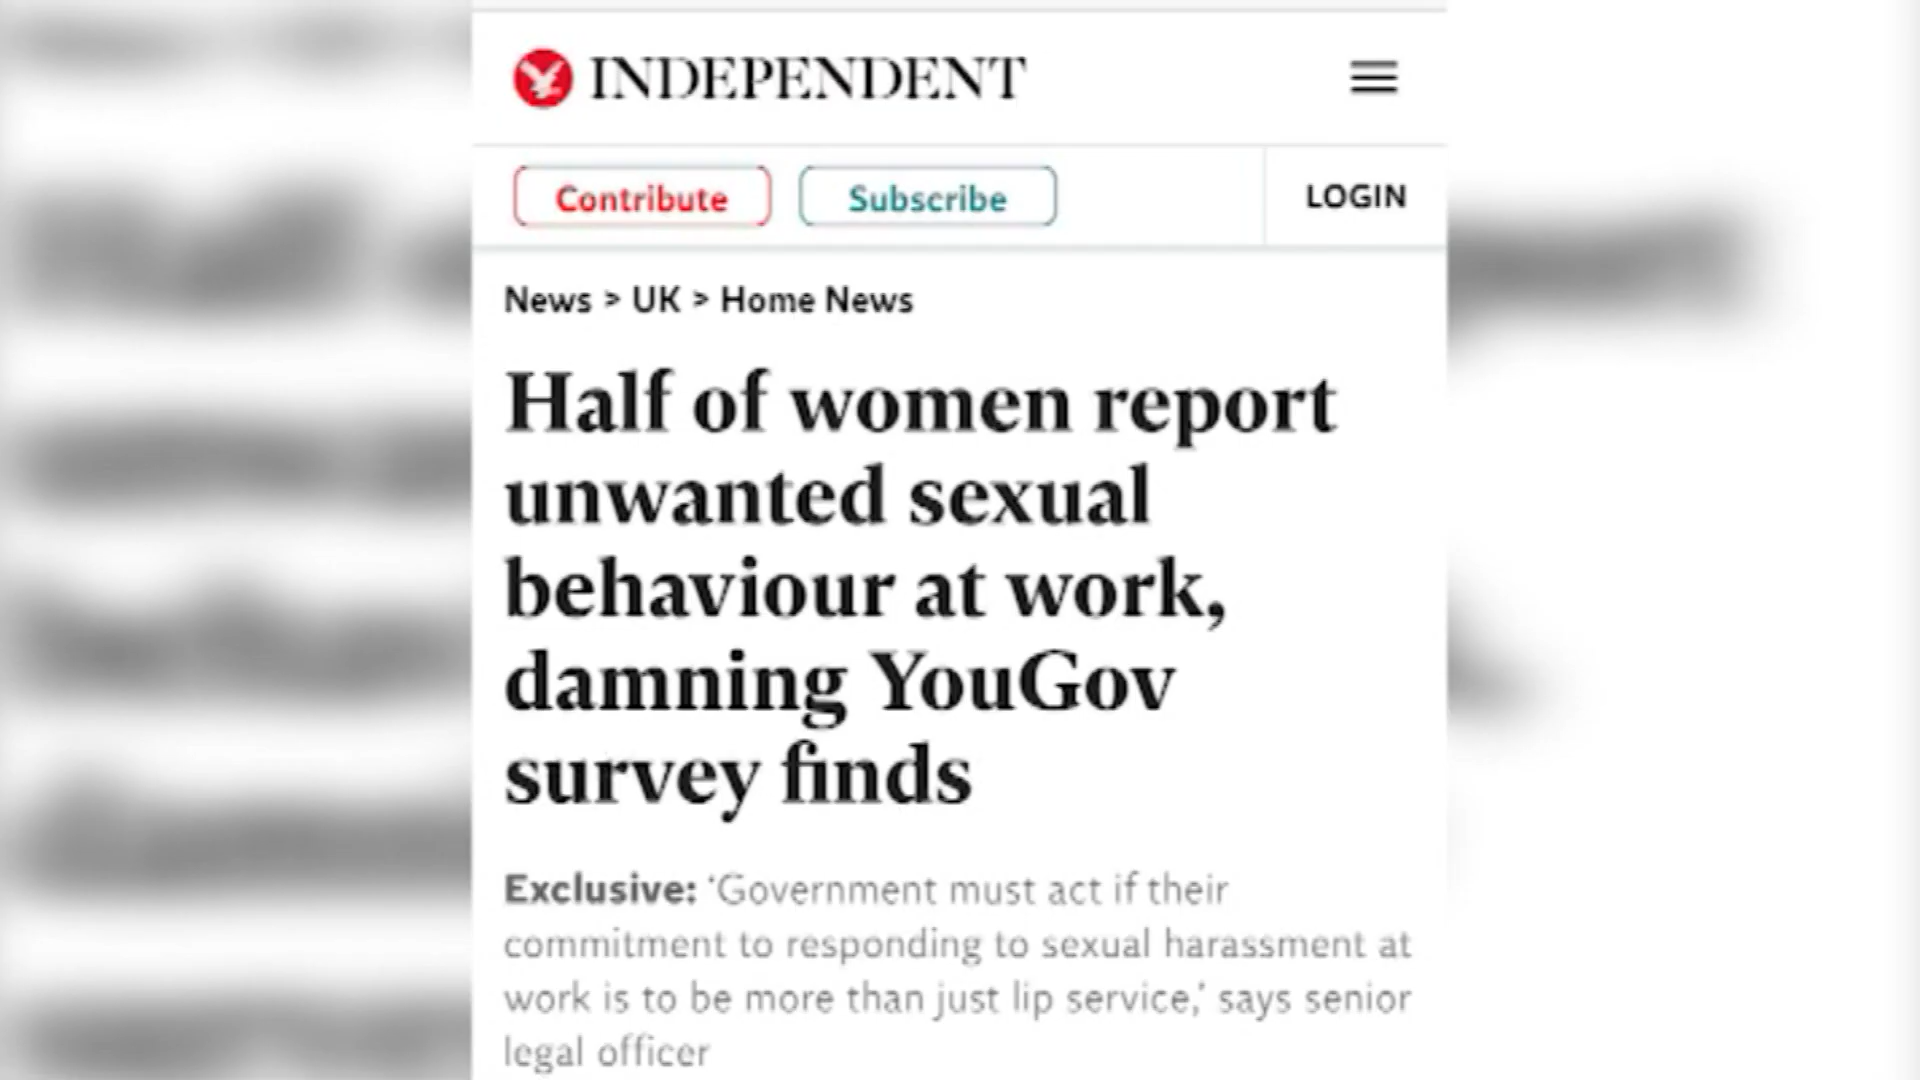 INDEPENDENT
Contribute
Subscribe
LOGIN
News > UK > Home News
Half of women report
unwanted sexual
behaviour at work,
damning YouGov
survey finds
Exclusive: ‘Government must act if their
commitment to responding to sexual harassment at
work is to be more than just lip service,’ says senior
legal officer